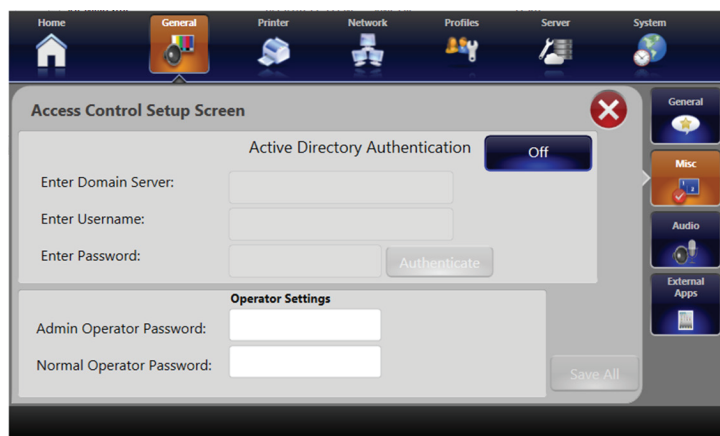 Home General Printer Network Profiles Server System
Access Control Setup Screen
General
Active Directory Authentication Off
Misc
Enter Domain Server:
Enter Username:
Audio
Enter Password: Authenticate
External
Apps
Operator Settings
Admin Operator Password:
Normal Operator Password:
Save All